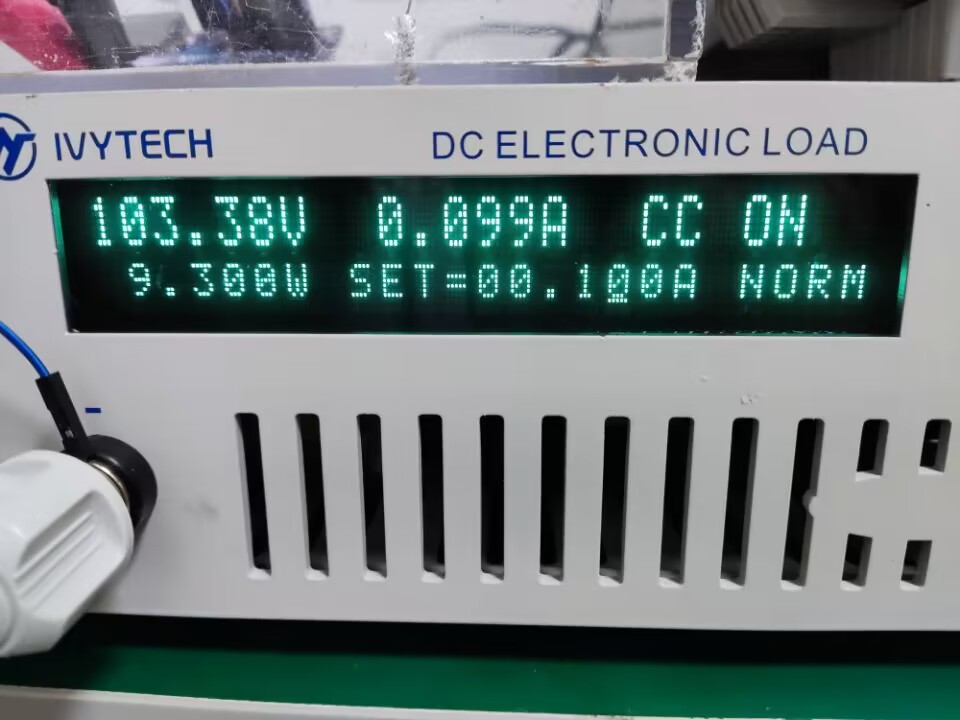 IVYTECH
DC ELECTRONIC LOAD
103.38V 0.099A CC ON
9.300W SET=00.100A NORM
-